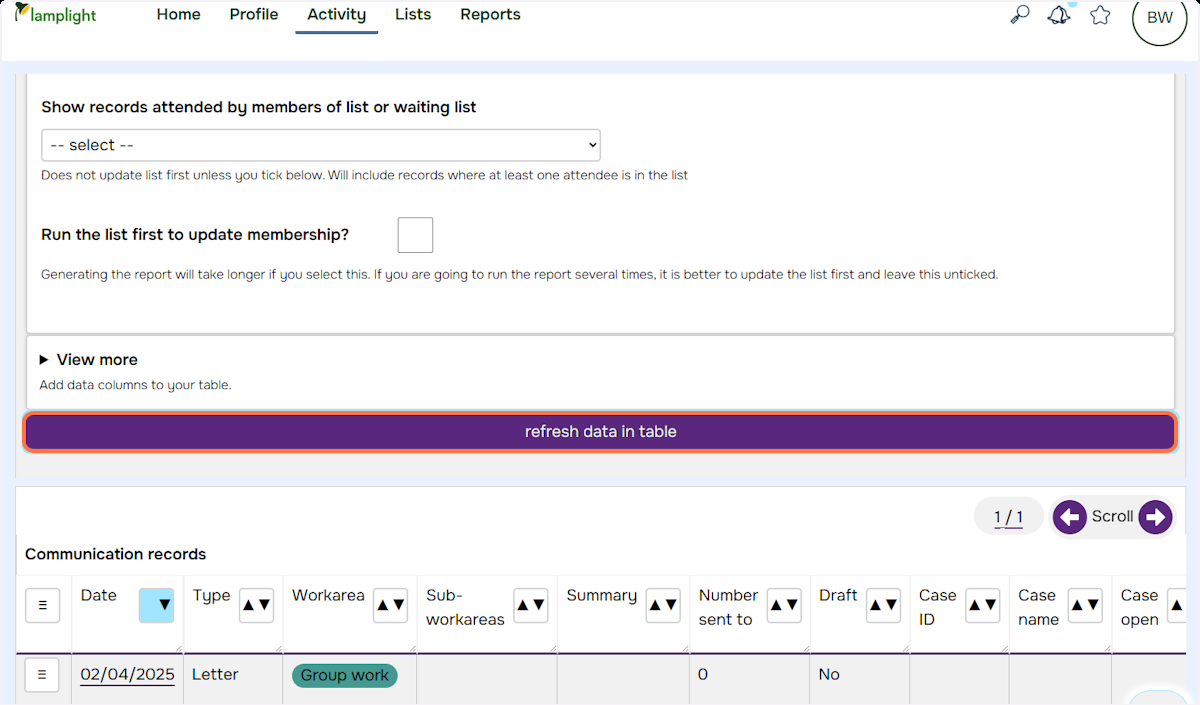 lamplight
Home Profile Activity Lists Reports
BW
Show records attended by members of list or waiting list
-- select --
Does not update list first unless you tick below. Will include records where at least one attendee is in the list
Run the list first to update membership?
Generating the report will take longer if you select this. If you are going to run the report several times, it is better to update the list first and leave this unticked.
View more
Add data columns to your table.
refresh data in table
1 / 1 Scroll
Communication records
Date Type Workarea Sub-workareas Summary Number sent to Draft Case ID Case name Case open
02/04/2025 Letter Group work 0 No